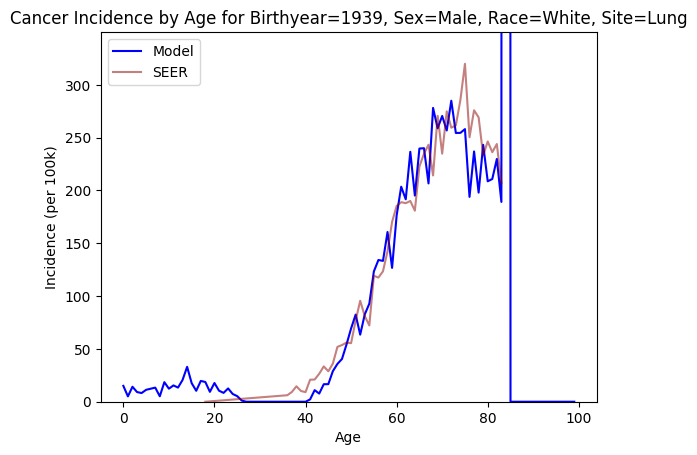 Cancer Incidence by Age for Birthyear=1939, Sex=Male, Race=White, Site=Lung
Model
SEER
Incidence (per 100k)
300
250
200
150
100
50
0
0 20 40 60 80 100
Age